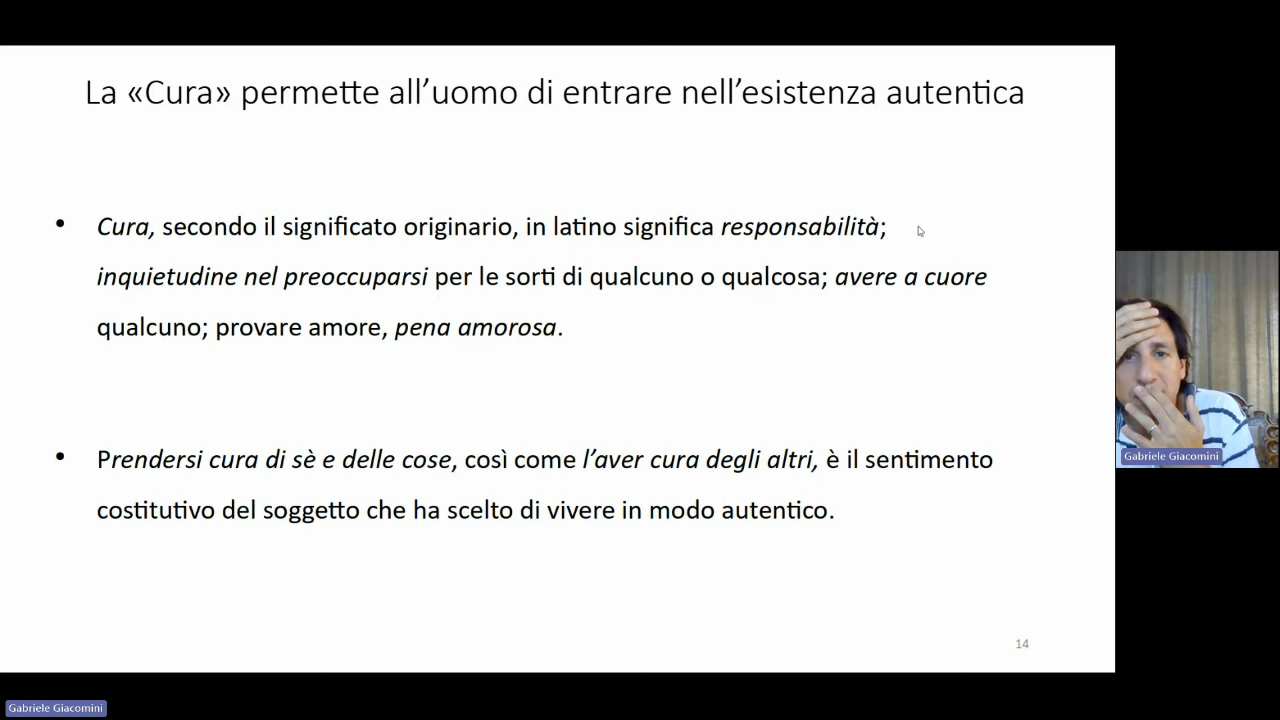 La «Cura» permette all’uomo di entrare nell’esistenza autentica
• Cura, secondo il significato originario, in latino significa responsabilità;
inquietudine nel preoccuparsi per le sorti di qualcuno o qualcosa; avere a cuore
qualcuno; provare amore, pena amorosa.
• Prendersi cura di sè e delle cose, così come l’aver cura degli altri, è il sentimento
costitutivo del soggetto che ha scelto di vivere in modo autentico.
14
Gabriele Giacomini
Gabriele Giacomini